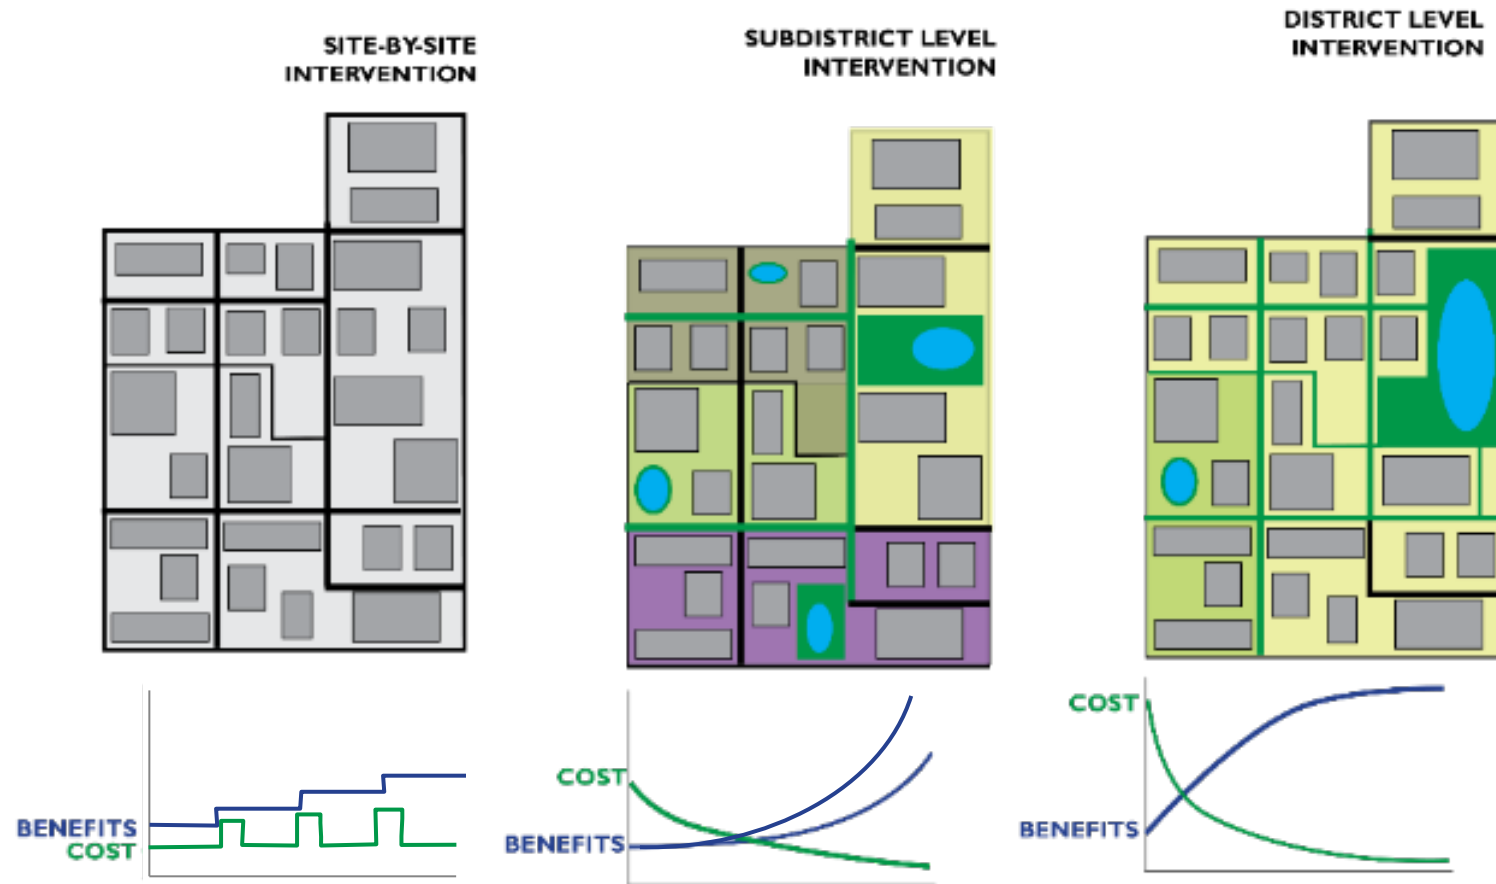 SITE-BY-SITE
INTERVENTION
SUBDISTRICT LEVEL
INTERVENTION
DISTRICT LEVEL
INTERVENTION
BENEFITS
COST
COST
BENEFITS
COST
BENEFITS